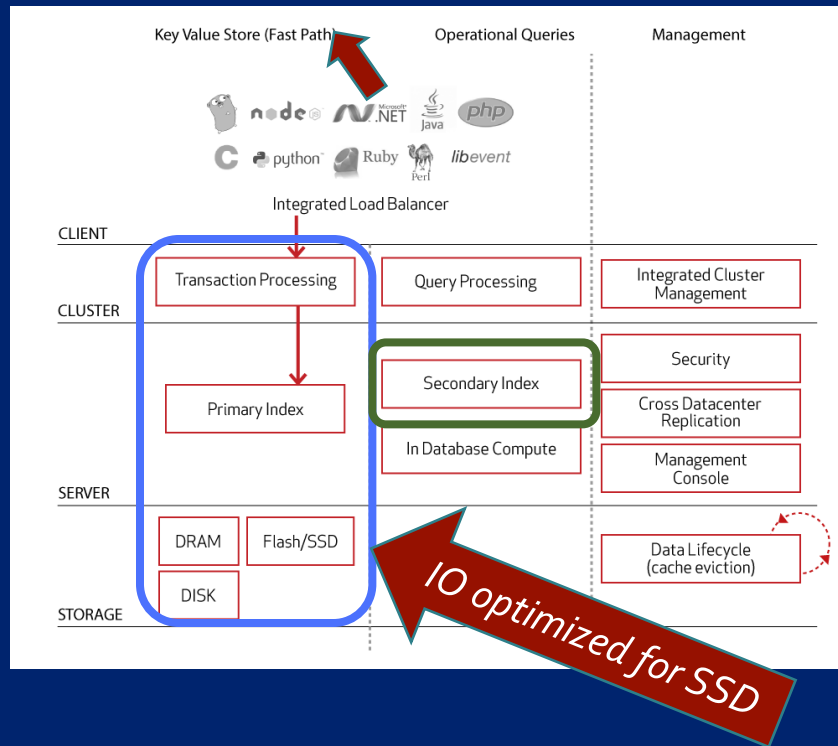 Key Value Store (Fast Path)
Operational Queries
Management
node
Microsoft
.NET
Java
php
C
python
Ruby
Perl
libevent
Integrated Load Balancer
CLIENT
Transaction Processing
Query Processing
Integrated Cluster
Management
CLUSTER
Primary Index
Secondary Index
In Database Compute
Security
Cross Datacenter
Replication
Management
Console
SERVER
DRAM
Flash/SSD
DISK
Data Lifecycle
(cache eviction)
STORAGE
IO optimized for SSD